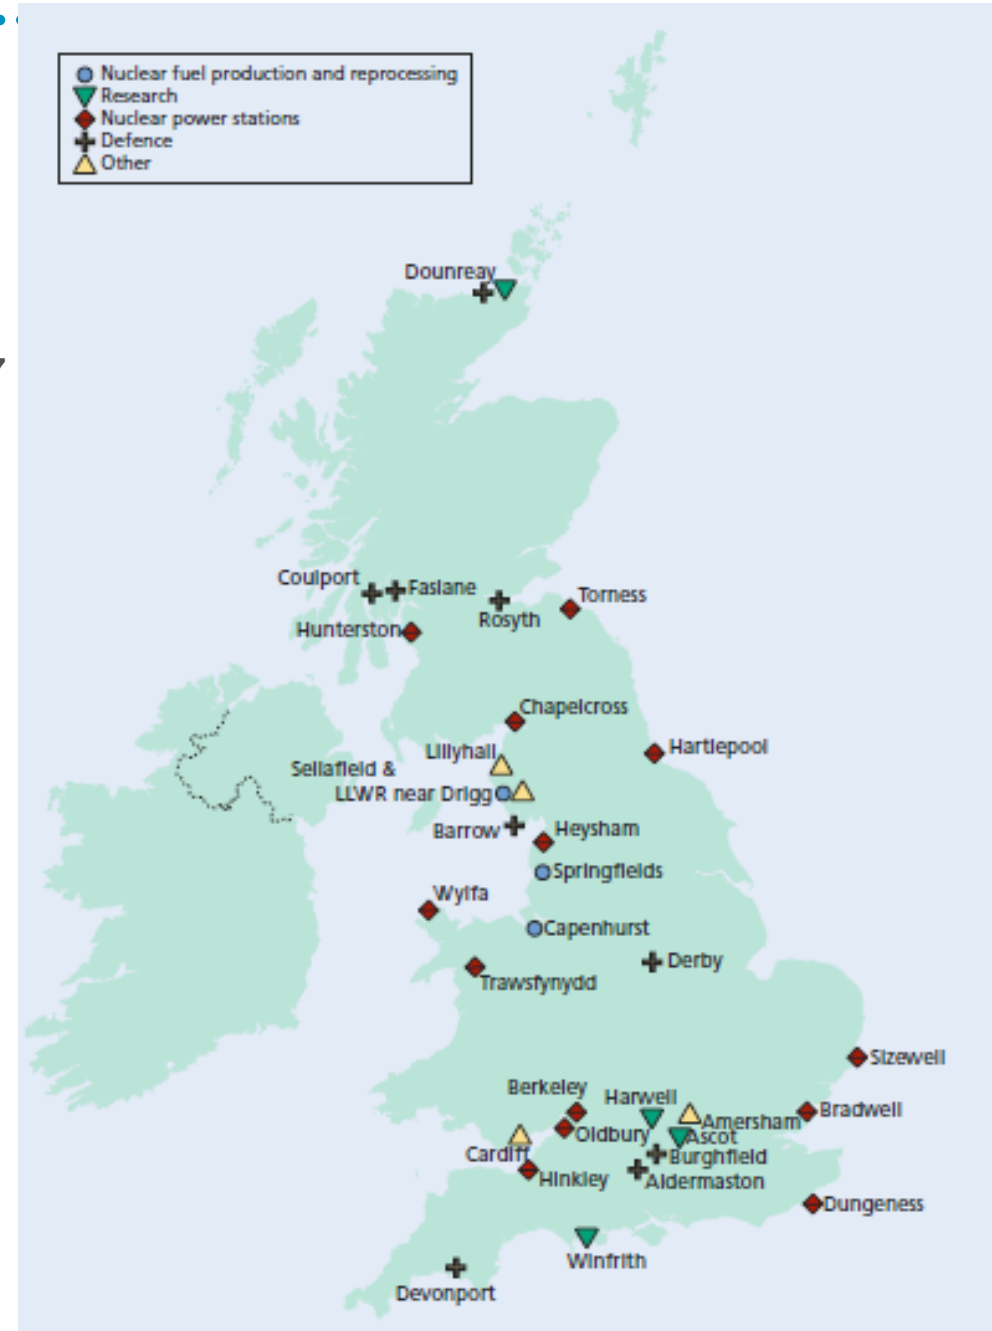 Nuclear fuel production and reprocessing
Research
Nuclear power stations
Defence
Other
Dounreay
Coulport
Faslane
Rosyth
Torness
Hunterston
Chapelcross
Lillyhall
Hartlepool
Sellafield &
LLWR near Drigg
Barrow
Heysham
Springfields
Wylfa
Capenhurst
Derby
Trawsfynydd
Sizewell
Berkeley
Harwell
Bradwell
Amersham
Oldbury
Ascot
Cardiff
Burghfield
Hinkley
Aldermaston
Dungeness
Winfrith
Devonport